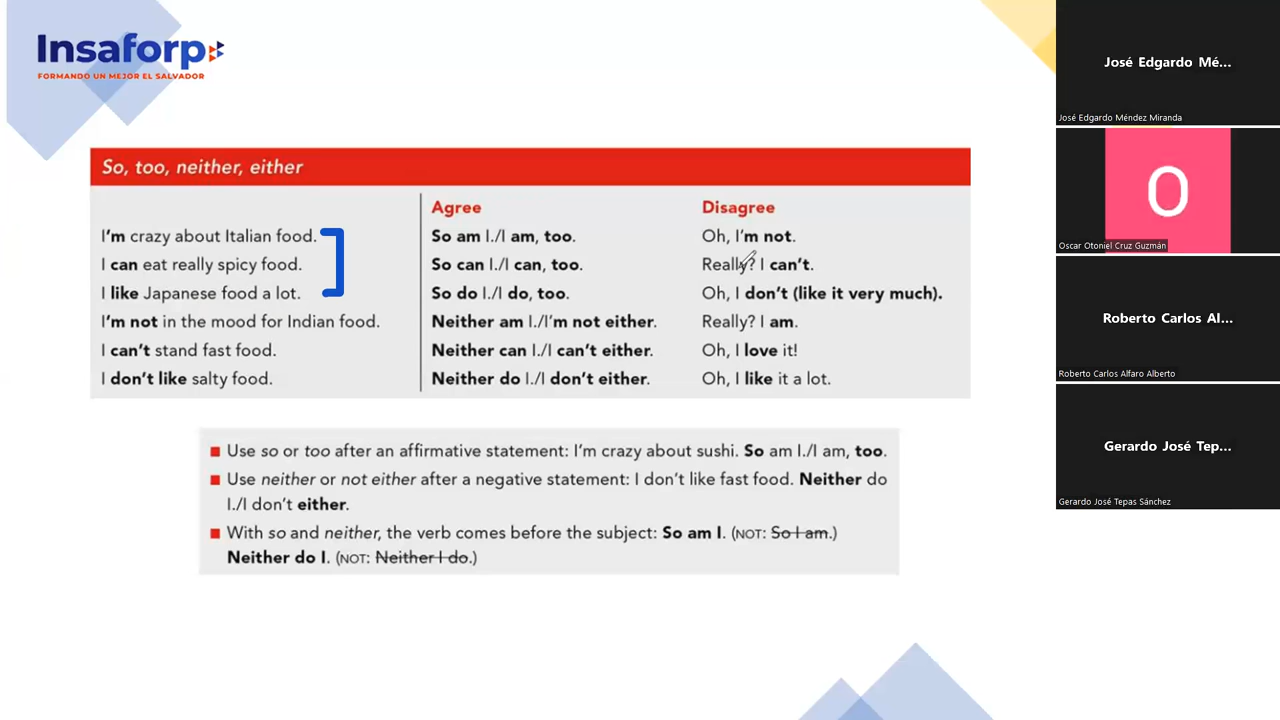 Insaforp
FORMANDO UN MEJOR EL SALVADOR
So, too, neither, either
Agree Disagree
I'm crazy about Italian food. So am I./I am, too. Oh, I'm not.
I can eat really spicy food. So can I./I can, too. Really? I can't.
I like Japanese food a lot. So do I./I do, too. Oh, I don't (like it very much).
I'm not in the mood for Indian food. Neither am I./I'm not either. Really? I am.
I can't stand fast food. Neither can I./I can't either. Oh, I love it!
I don't like salty food. Neither do I./I don't either. Oh, I like it a lot.
Use so or too after an affirmative statement: I'm crazy about sushi. So am I./I am, too.
Use neither or not either after a negative statement: I don't like fast food. Neither do
I./I don't either.
With so and neither, the verb comes before the subject: So am I. (NOT: So I am.)
Neither do I. (NOT: Neither I do.)
José Edgardo Mé...
José Edgardo Méndez Miranda
O
Oscar Otoniel Cruz Guzmán
Roberto Carlos Al...
Roberto Carlos Alfaro Alberto
Gerardo José Tep...
Gerardo José Tepas Sánchez